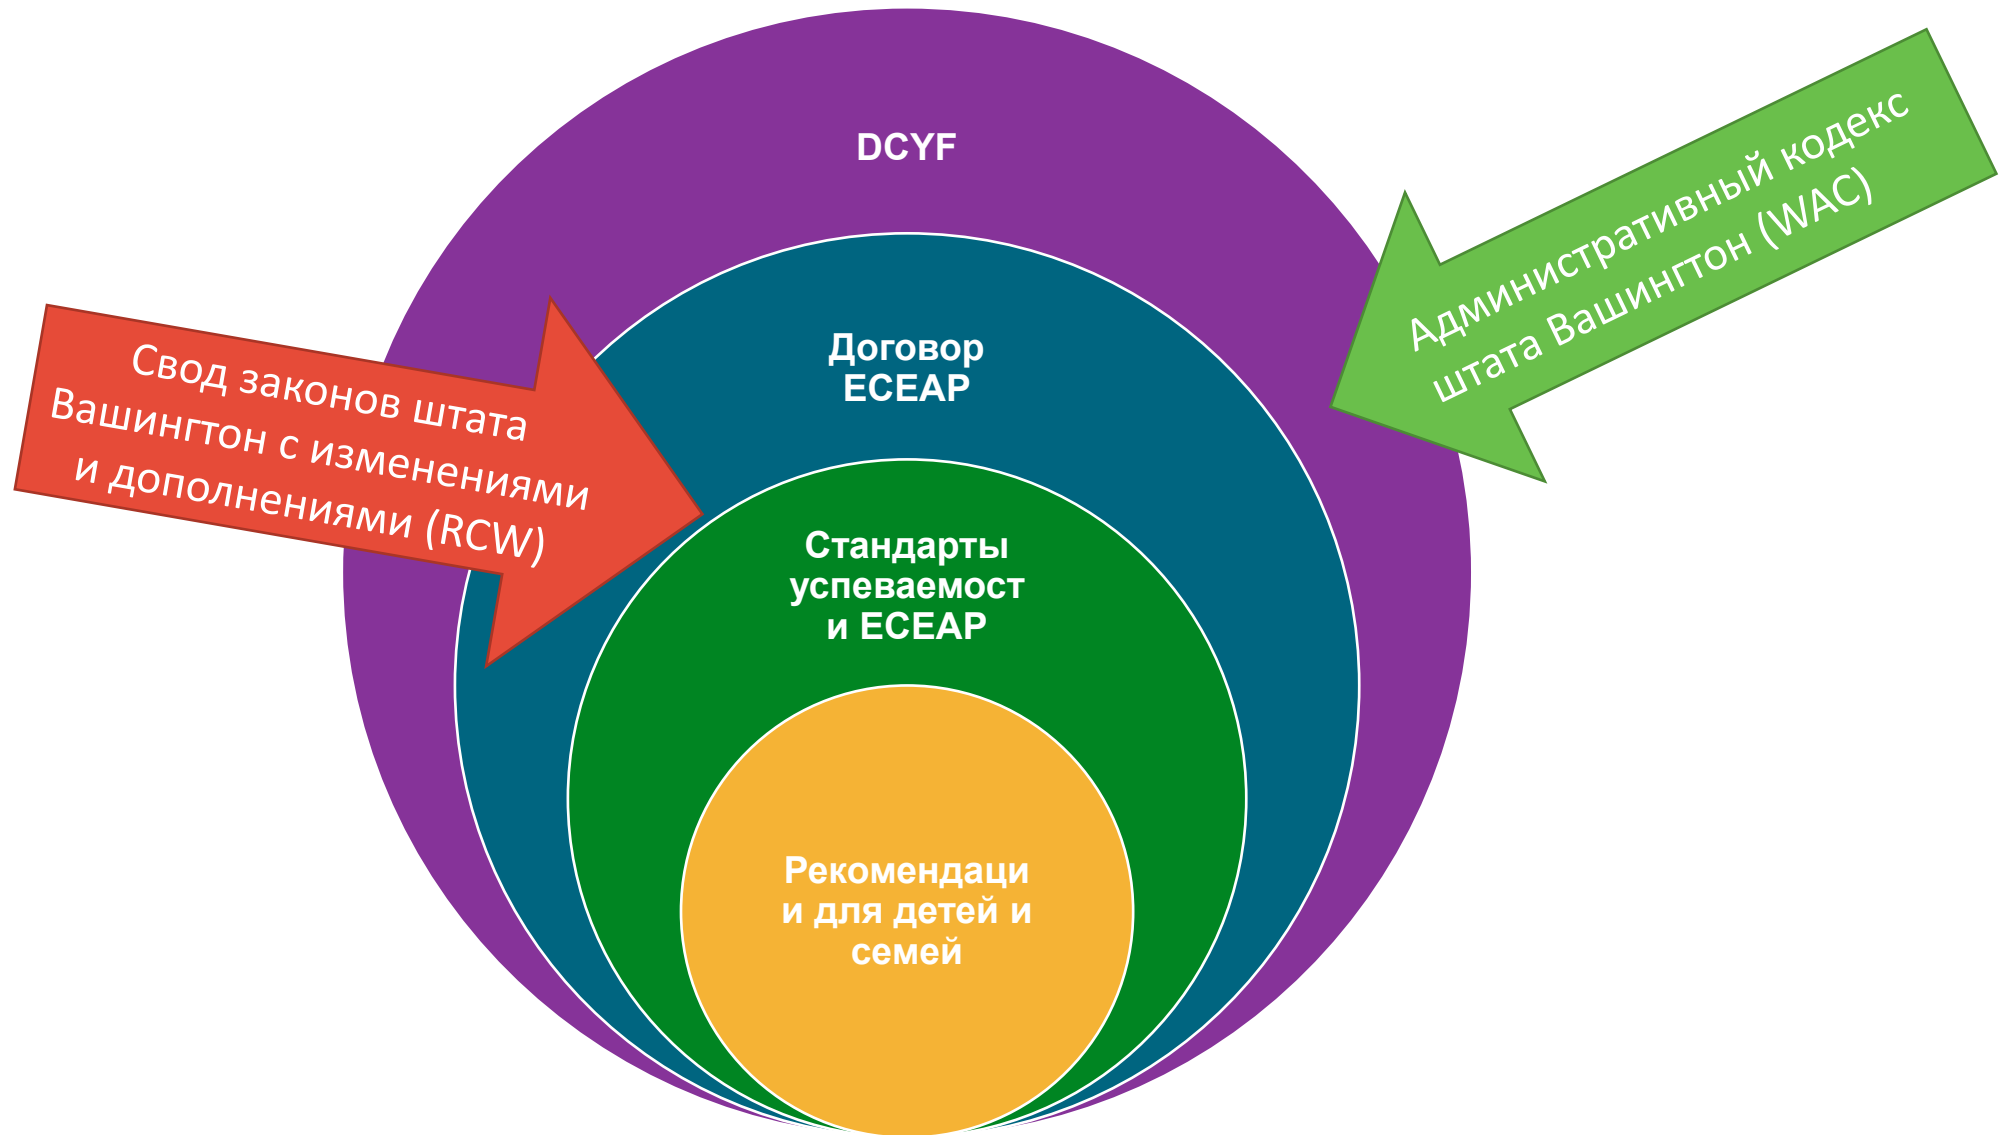 DCYF
Договор
ECEAP
Стандарты
успеваемост
и ECEAP
Рекомендаци
и для детей и
семей
Свод законов штата
Вашингтон с изменениями
и дополнениями (RCW)
Административный кодекс
штата Вашингтон (WAC)